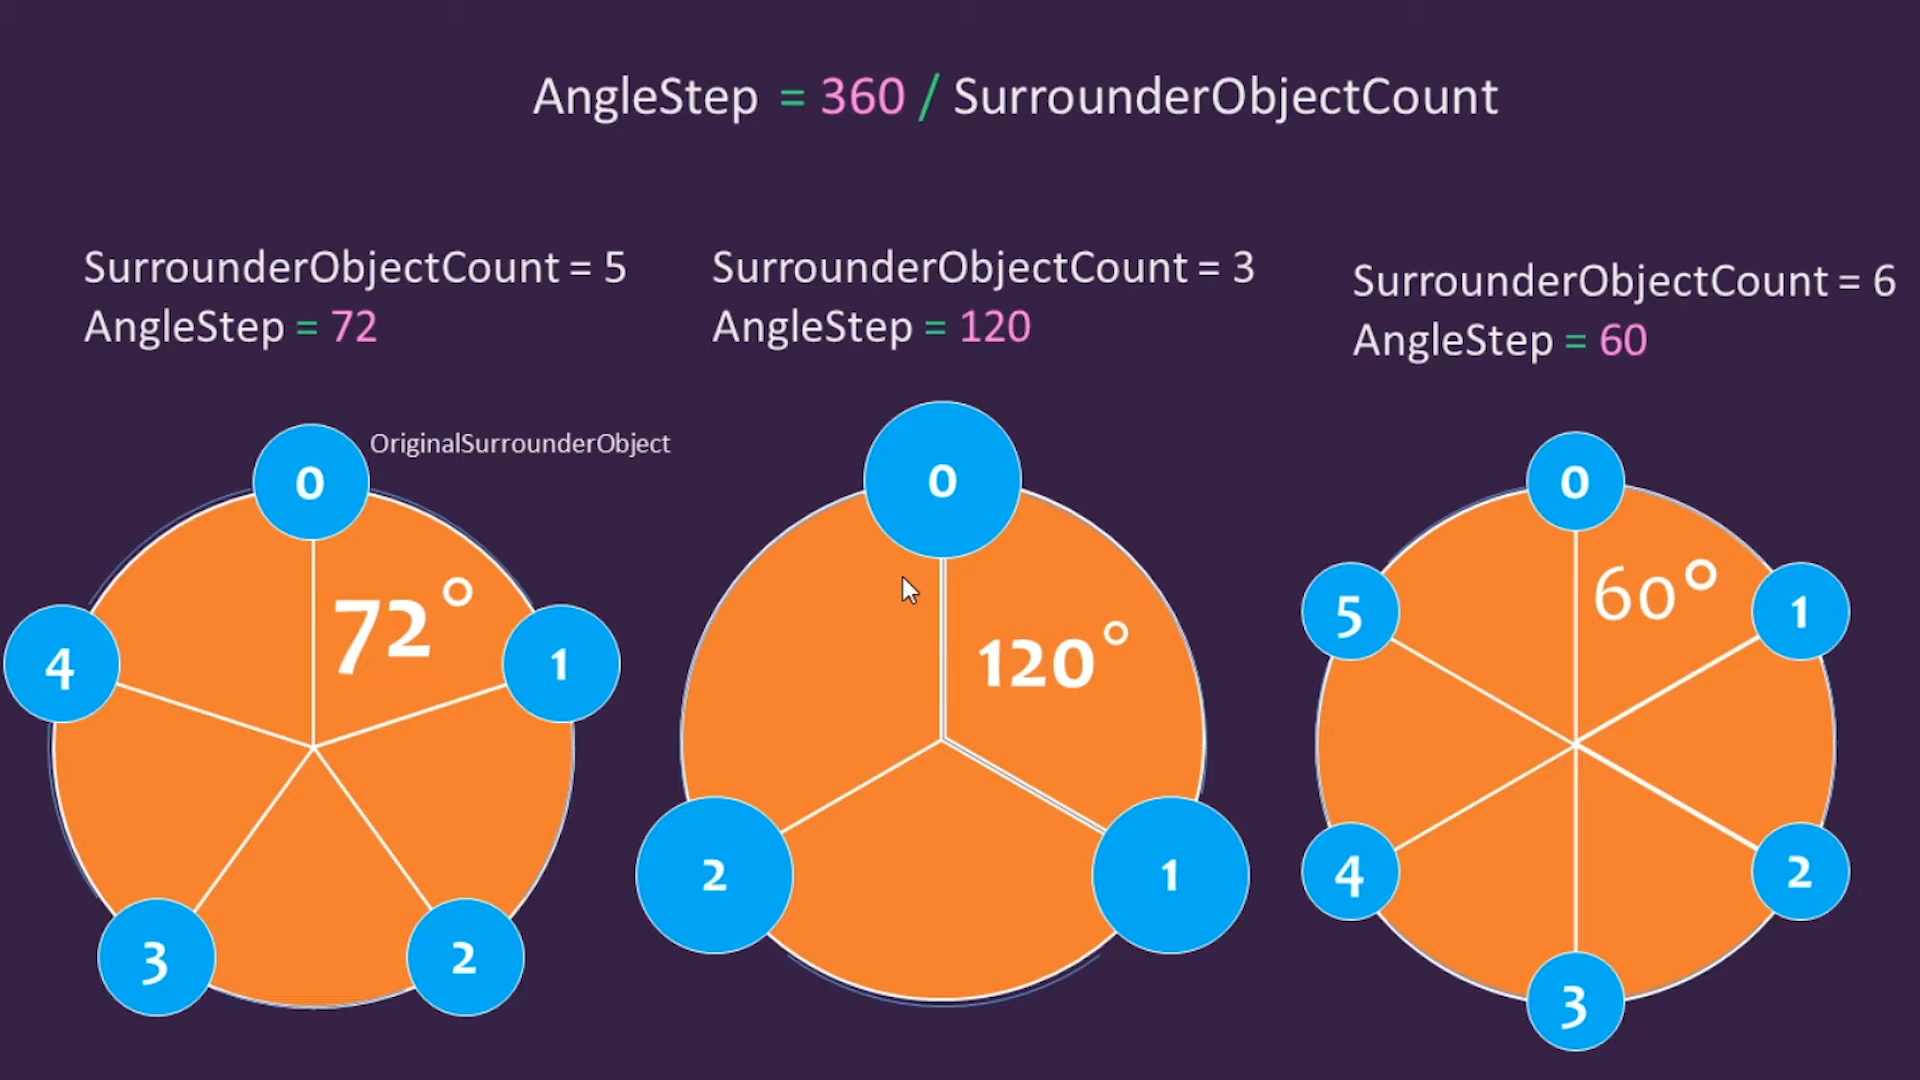 AngleStep = 360 / SurrounderObjectCount
SurrounderObjectCount = 5
AngleStep = 72
SurrounderObjectCount = 3
AngleStep = 120
SurrounderObjectCount = 6
AngleStep = 60
OriginalSurrounderObject
0
72°
4
1
3
2
0
120°
2
1
0
60°
5
1
4
2
3